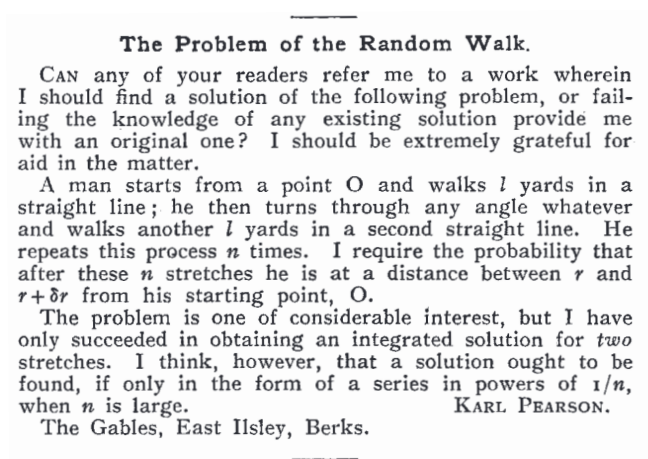 The Problem of the Random Walk.
CAN any of your readers refer me to a work wherein
I should find a solution of the following problem, or fail-
ing the knowledge of any existing solution provide me
with an original one? I should be extremely grateful for
aid in the matter.
A man starts from a point O and walks l yards in a
straight line; he then turns through any angle whatever
and walks another l yards in a second straight line. He
repeats this process n times. I require the probability that
after these n stretches he is at a distance between r and
r+δr from his starting point, O.
The problem is one of considerable interest, but I have
only succeeded in obtaining an integrated solution for two
stretches. I think, however, that a solution ought to be
found, if only in the form of a series in powers of 1/n,
when n is large. KARL PEARSON.
The Gables, East Ilsley, Berks.